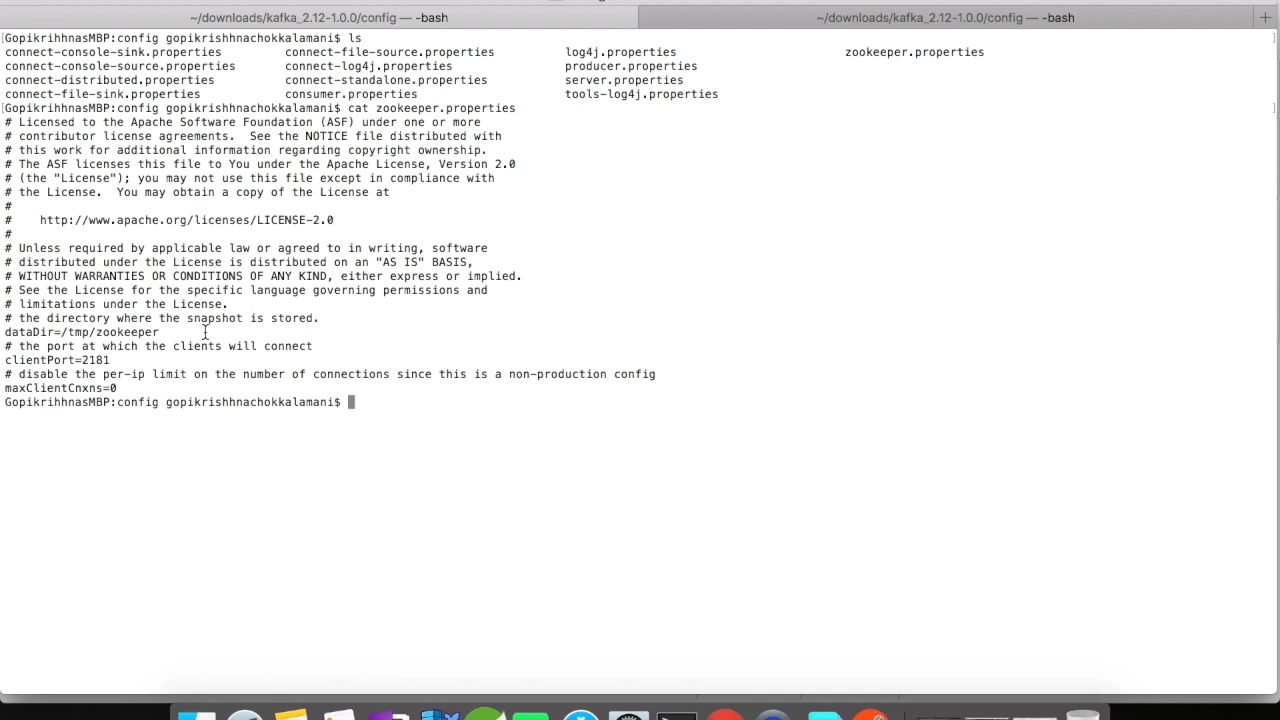 ~/downloads/kafka_2.12-1.0.0/config — -bash ~/downloads/kafka_2.12-1.0.0/config — -bash +
[GopikrihhnasMBP:config gopikrishhnachokkalamani$ ls ]
connect-console-sink.properties connect-file-source.properties log4j.properties zookeeper.properties
connect-console-source.properties connect-log4j.properties producer.properties
connect-distributed.properties connect-standalone.properties server.properties
connect-file-sink.properties consumer.properties tools-log4j.properties
[GopikrihhnasMBP:config gopikrishhnachokkalamani$ cat zookeeper.properties ]
# Licensed to the Apache Software Foundation (ASF) under one or more
# contributor license agreements.  See the NOTICE file distributed with
# this work for additional information regarding copyright ownership.
# The ASF licenses this file to You under the Apache License, Version 2.0
# (the "License"); you may not use this file except in compliance with
# the License.  You may obtain a copy of the License at
#
#    http://www.apache.org/licenses/LICENSE-2.0
#
# Unless required by applicable law or agreed to in writing, software
# distributed under the License is distributed on an "AS IS" BASIS,
# WITHOUT WARRANTIES OR CONDITIONS OF ANY KIND, either express or implied.
# See the License for the specific language governing permissions and
# limitations under the License.
# the directory where the snapshot is stored.
dataDir=/tmp/zookeeper
# the port at which the clients will connect
clientPort=2181
# disable the per-ip limit on the number of connections since this is a non-production config
maxClientCnxns=0
GopikrihhnasMBP:config gopikrishhnachokkalamani$